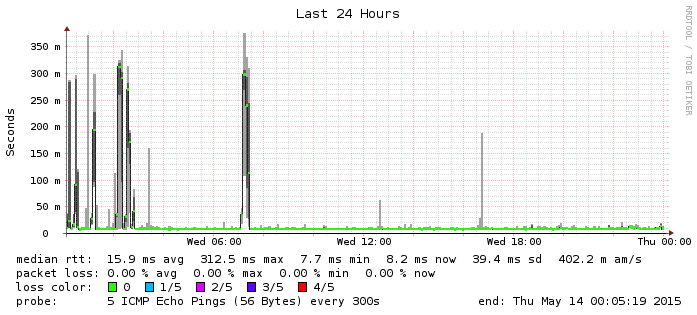 Last 24 Hours
RRDTOOL / TOBI OETIKER
Seconds
350 m
300 m
250 m
200 m
150 m
100 m
50 m
0
Wed 06:00 Wed 12:00 Wed 18:00 Thu 00:00
median rtt: 15.9 ms avg 312.5 ms max 7.7 ms min 8.2 ms now 39.4 ms sd 402.2 m am/s
packet loss: 0.00 % avg 0.00 % max 0.00 % min 0.00 % now
loss color: 0 1/5 2/5 3/5 4/5
probe: 5 ICMP Echo Pings (56 Bytes) every 300s end: Thu May 14 00:05:19 2015